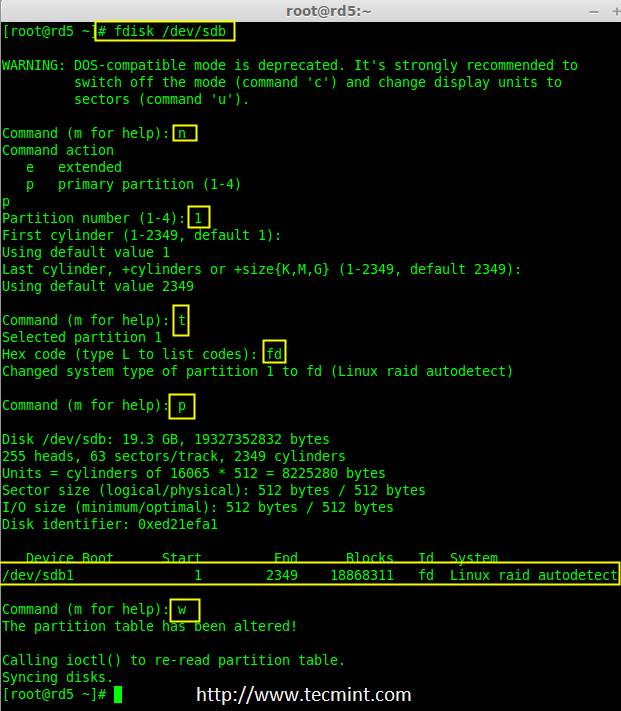 root@rd5:~
[root@rd5 ~]# fdisk /dev/sdb
WARNING: DOS-compatible mode is deprecated. It's strongly recommended to
switch off the mode (command 'c') and change display units to
sectors (command 'u').
Command (m for help): n
Command action
e extended
p primary partition (1-4)
p
Partition number (1-4): 1
First cylinder (1-2349, default 1):
Using default value 1
Last cylinder, +cylinders or +size{K,M,G} (1-2349, default 2349):
Using default value 2349
Command (m for help): t
Selected partition 1
Hex code (type L to list codes): fd
Changed system type of partition 1 to fd (Linux raid autodetect)
Command (m for help): p
Disk /dev/sdb: 19.3 GB, 19327352832 bytes
255 heads, 63 sectors/track, 2349 cylinders
Units = cylinders of 16065 * 512 = 8225280 bytes
Sector size (logical/physical): 512 bytes / 512 bytes
I/O size (minimum/optimal): 512 bytes / 512 bytes
Disk identifier: 0xed21efa1
Device Boot Start End Blocks Id System
/dev/sdb1 1 2349 18868311 fd Linux raid autodetect
Command (m for help): w
The partition table has been altered!
Calling ioctl() to re-read partition table.
Syncing disks.
[root@rd5 ~]#
http://www.tecmint.com